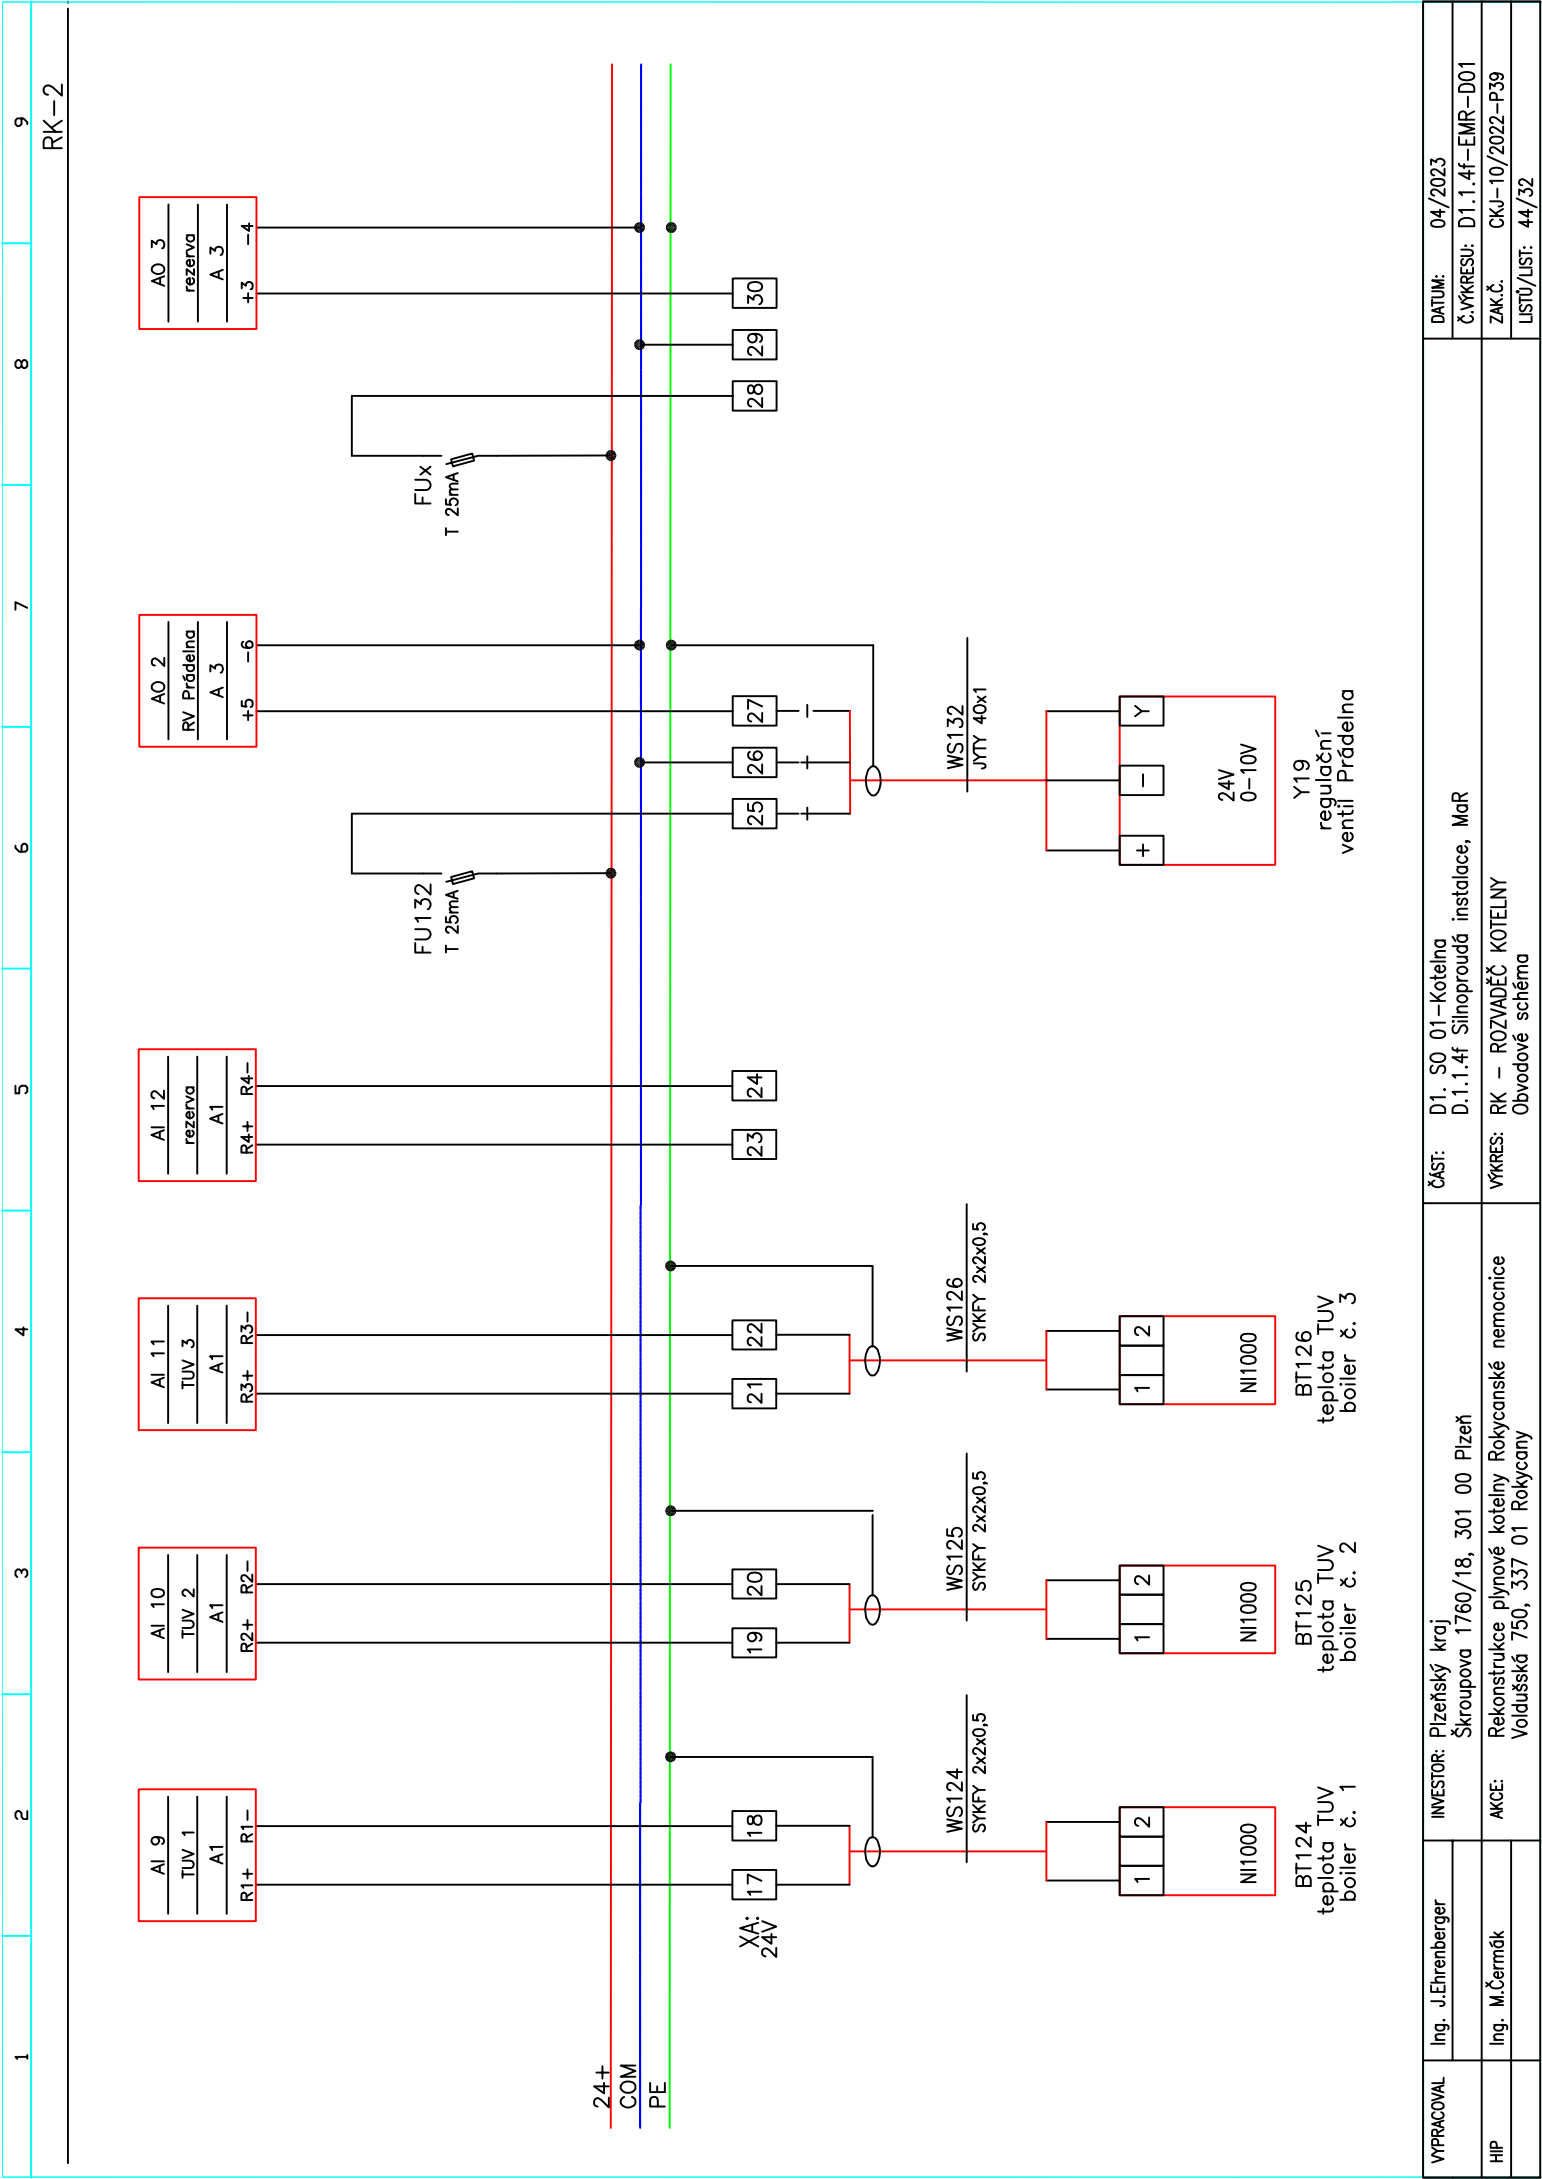 1 2 3 4 5 6 7 8 9
RK-2
AI 9
TUV 1
A1
R1+ R1-
AI 10
TUV 2
A1
R2+ R2-
AI 11
TUV 3
A1
R3+ R3-
AI 12
rezerva
A1
R4+ R4-
AO 2
RV Prádelna
A 3
+5 -6
AO 3
rezerva
A 3
+3 -4
FU132
T 25mA
FUx
T 25mA
24+
COM
PE
XA:
24V
17 18 19 20 21 22 23 24 25 26 27 28 29 30
+ + -
WS124
SYKFY 2x2x0,5
WS125
SYKFY 2x2x0,5
WS126
SYKFY 2x2x0,5
WS132
JYTY 40x1
1 2
NI1000
BT124
teplota TUV
boiler č. 1
1 2
NI1000
BT125
teplota TUV
boiler č. 2
1 2
NI1000
BT126
teplota TUV
boiler č. 3
+ - Y
24V
0-10V
Y19
regulační
ventil Prádelna
VYPRACOVAL Ing. J.Ehrenberger
HIP Ing. M.Čermák
INVESTOR: Plzeňský kraj
Škroupova 1760/18, 301 00 Plzeň
AKCE: Rekonstrukce plynové kotelny Rokycanské nemocnice
Voldušská 750, 337 01 Rokycany
ČÁST: D1. SO 01-Kotelna
D.1.1.4f Silnoproudá instalace, MaR
VÝKRES: RK - ROZVADĚČ KOTELNY
Obvodové schéma
DATUM: 04/2023
Č.VÝKRESU: D1.1.4f-EMR-D01
ZAK.Č. CKJ-10/2022-P39
LISTŮ/LIST: 44/32